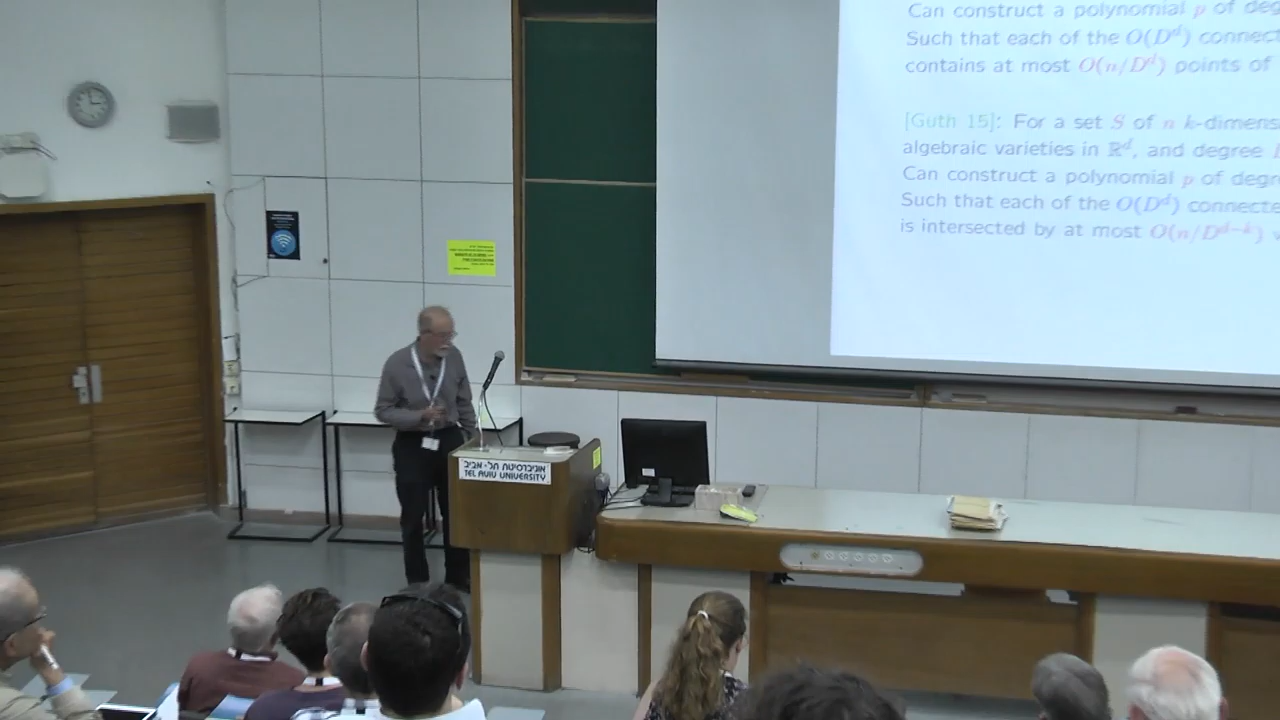 Can construct a polynomial p of deg
Such that each of the O(D^d) connect
contains at most O(n/D^d) points of
[Guth 15]: For a set S of n k-dimens
algebraic varieties in ℝ^d, and degree
Can construct a polynomial p of degr
Such that each of the O(D^d) connecte
is intersected by at most O(n/D^{d−k})
אוניברסיטת תל-אביב
TEL AVIV UNIVERSITY